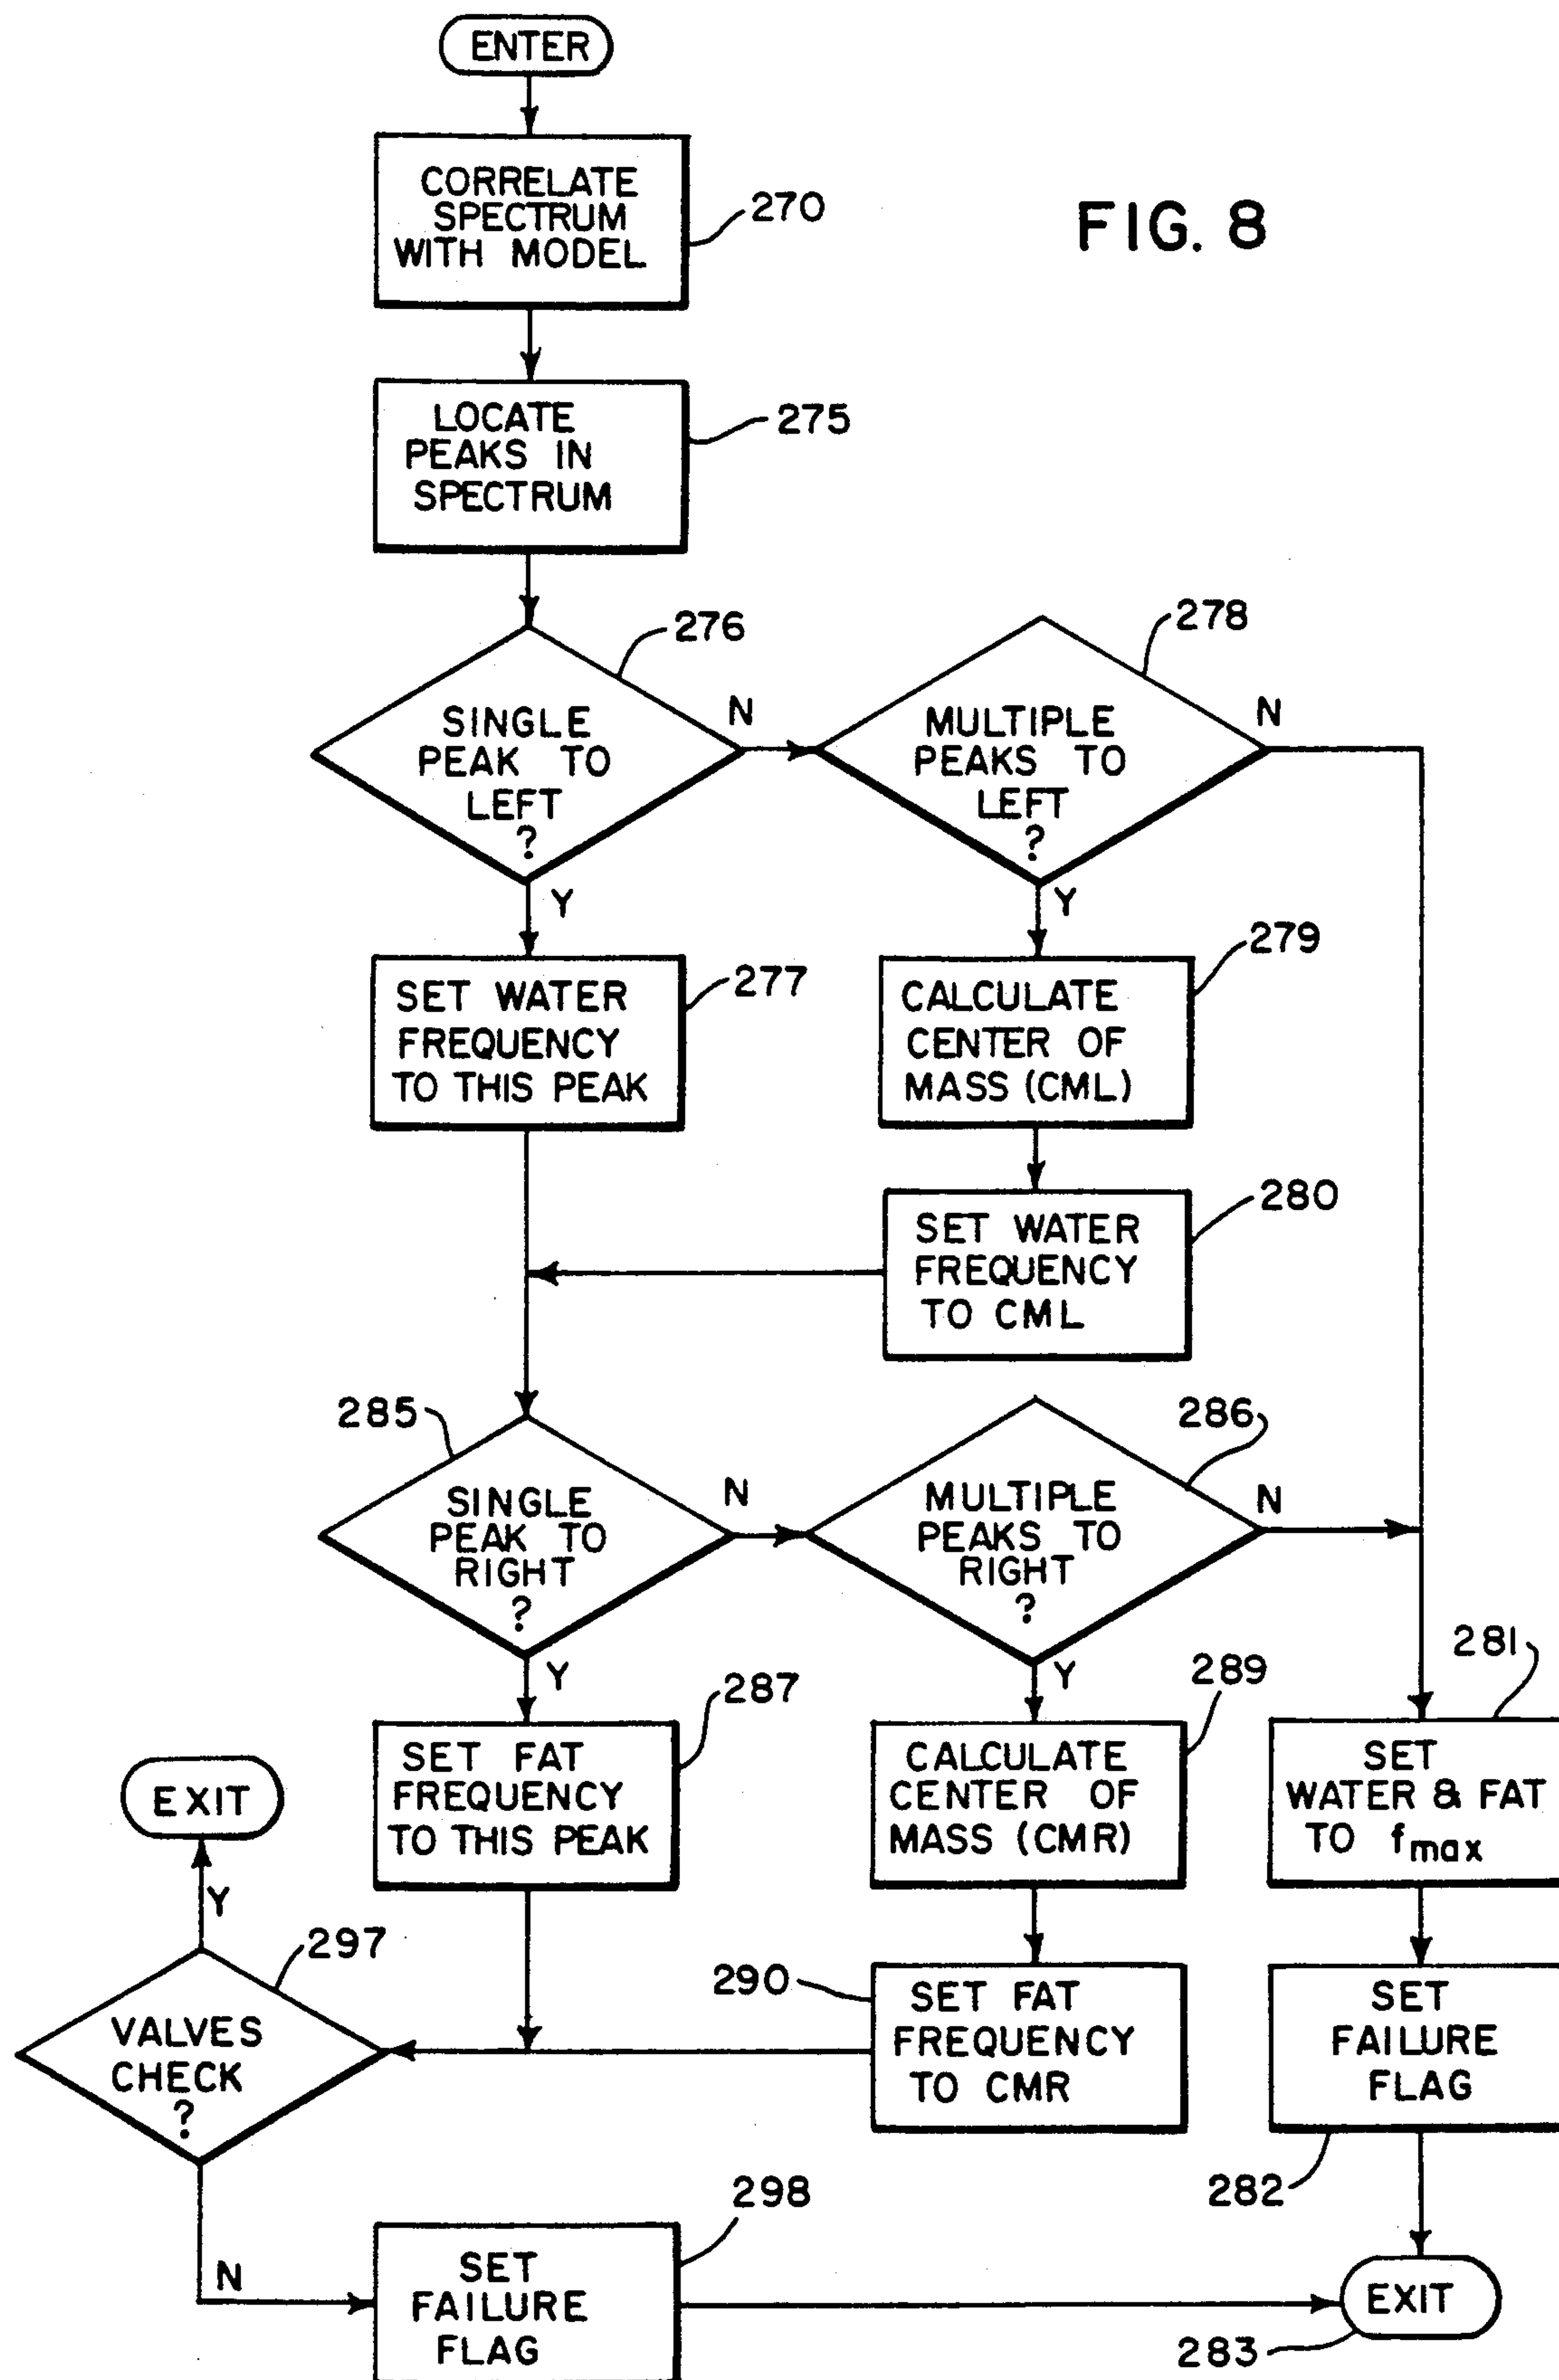 ENTER
CORRELATE
SPECTRUM
WITH MODEL
270
FIG. 8
LOCATE
PEAKS IN
SPECTRUM
275
SINGLE
PEAK TO
LEFT
?
276
N
Y
MULTIPLE
PEAKS TO
LEFT
?
278
N
Y
SET WATER
FREQUENCY
TO THIS PEAK
277
CALCULATE
CENTER OF
MASS (CML)
279
SET WATER
FREQUENCY
TO CML
280
285
SINGLE
PEAK TO
RIGHT
?
N
Y
286
MULTIPLE
PEAKS TO
RIGHT
?
N
Y
SET FAT
FREQUENCY
TO THIS PEAK
287
CALCULATE
CENTER OF
MASS (CMR)
289
281
SET
WATER & FAT
TO fmax
EXIT
Y
297
VALVES
CHECK
?
N
290
SET FAT
FREQUENCY
TO CMR
SET
FAILURE
FLAG
282
298
SET
FAILURE
FLAG
EXIT
283